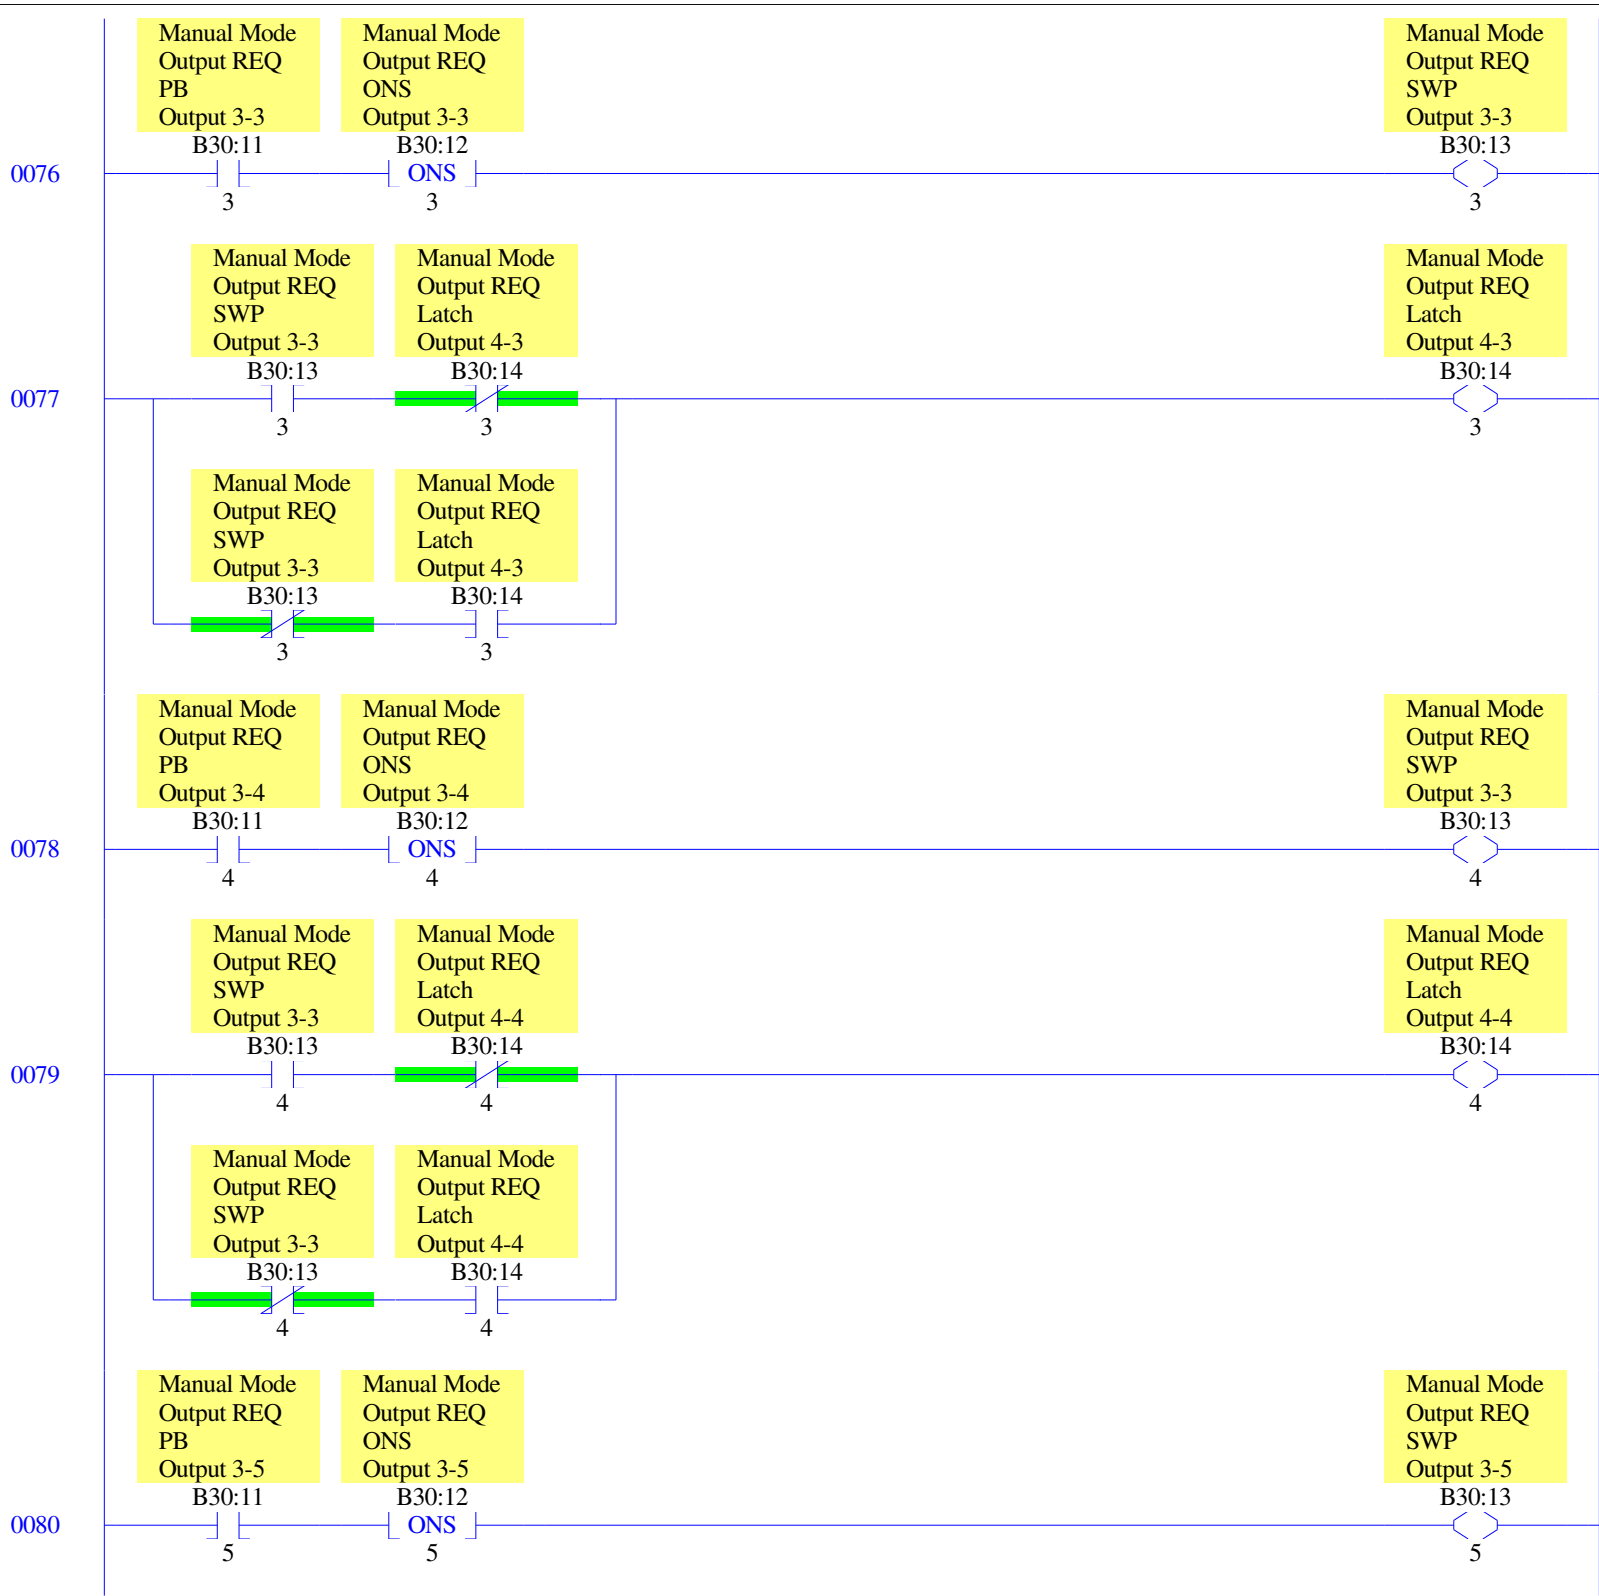 Manual Mode
Output REQ
PB
Output 3-3
B30:11
3
Manual Mode
Output REQ
ONS
Output 3-3
B30:12
ONS
3
Manual Mode
Output REQ
SWP
Output 3-3
B30:13
3
0076
Manual Mode
Output REQ
SWP
Output 3-3
B30:13
3
Manual Mode
Output REQ
Latch
Output 4-3
B30:14
3
Manual Mode
Output REQ
Latch
Output 4-3
B30:14
3
0077
Manual Mode
Output REQ
SWP
Output 3-3
B30:13
3
Manual Mode
Output REQ
Latch
Output 4-3
B30:14
3
Manual Mode
Output REQ
PB
Output 3-4
B30:11
4
Manual Mode
Output REQ
ONS
Output 3-4
B30:12
ONS
4
Manual Mode
Output REQ
SWP
Output 3-3
B30:13
4
0078
Manual Mode
Output REQ
SWP
Output 3-3
B30:13
4
Manual Mode
Output REQ
Latch
Output 4-4
B30:14
4
Manual Mode
Output REQ
Latch
Output 4-4
B30:14
4
0079
Manual Mode
Output REQ
SWP
Output 3-3
B30:13
4
Manual Mode
Output REQ
Latch
Output 4-4
B30:14
4
Manual Mode
Output REQ
PB
Output 3-5
B30:11
5
Manual Mode
Output REQ
ONS
Output 3-5
B30:12
ONS
5
Manual Mode
Output REQ
SWP
Output 3-5
B30:13
5
0080